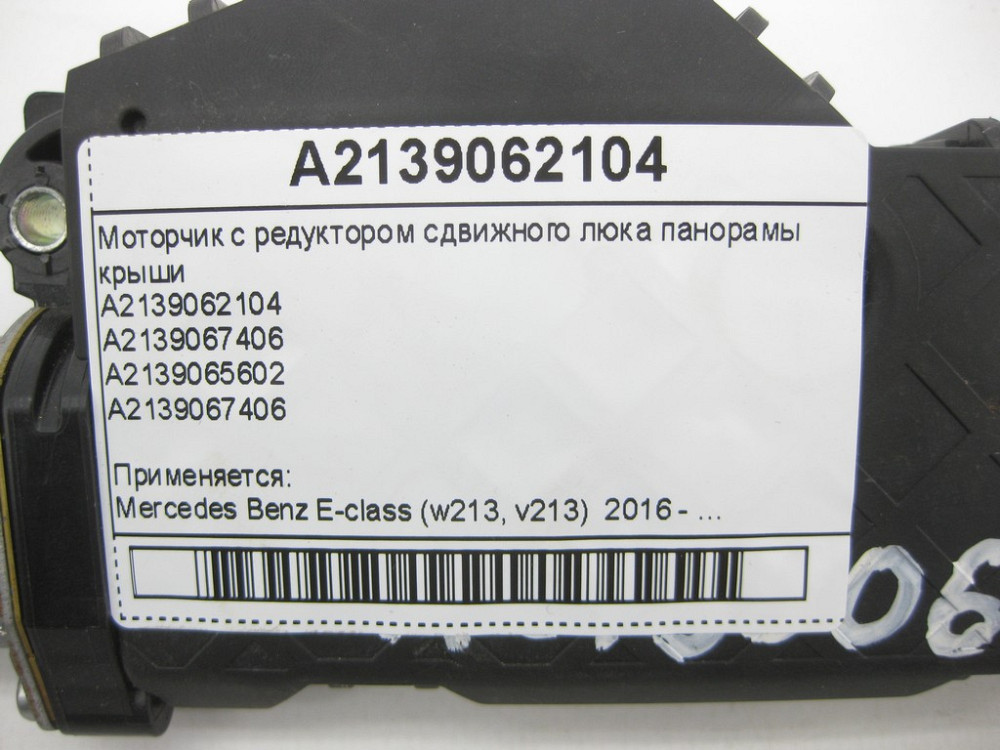 A2139062104
Моторчик с редуктором сдвижного люка панорамы
крыши
A2139062104
A2139067406
A2139065602
A2139067406
Применяется:
Mercedes Benz E-class (w213, v213)  2016 - ...